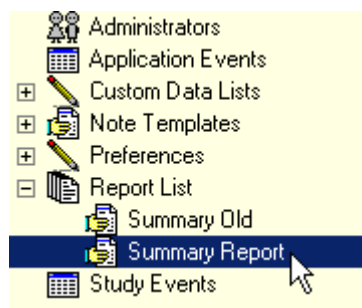 Administrators
Application Events
Custom Data Lists
Note Templates
Preferences
Report List
Summary Old
Summary Report
Study Events